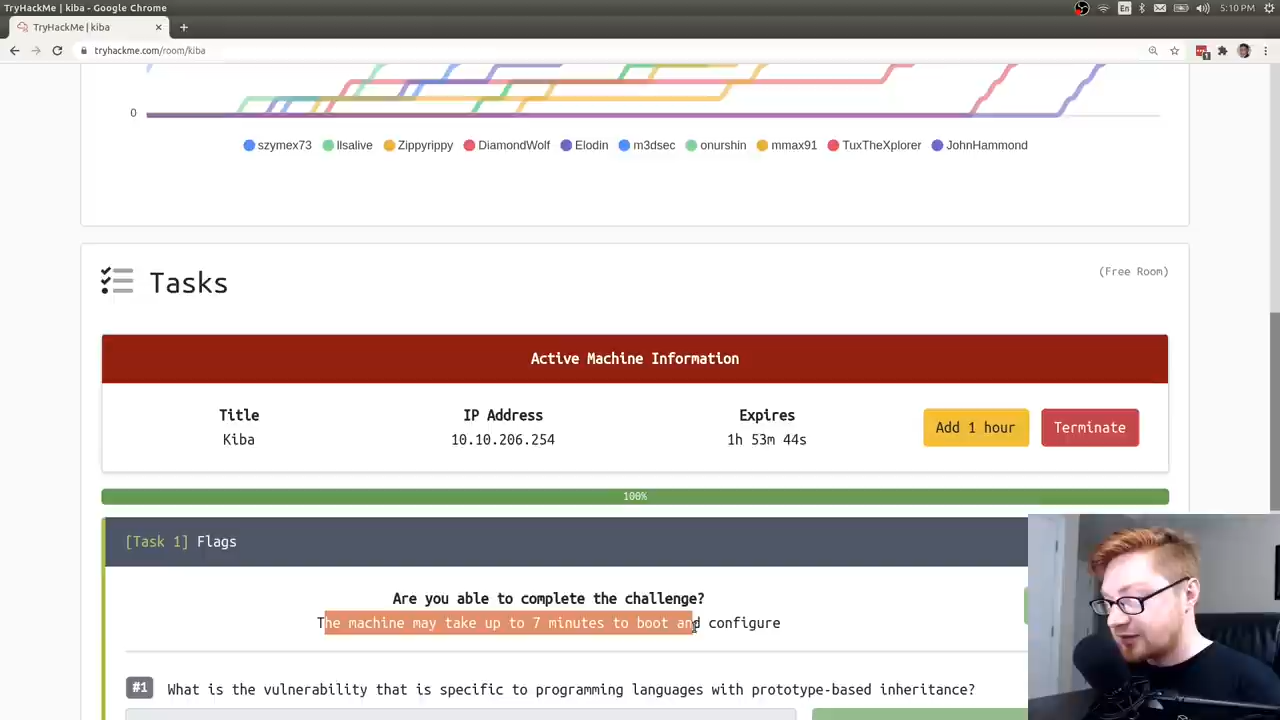 TryHackMe | kiba - Google Chrome
En
5:10 PM
TryHackMe | kiba
tryhackme.com/room/kiba
0
szymex73 llsalive Zippyrippy DiamondWolf Elodin m3dsec onurshin mmax91 TuxTheXplorer JohnHammond
Tasks
(Free Room)
Active Machine Information
Title IP Address Expires
Kiba 10.10.206.254 1h 53m 44s
Add 1 hour Terminate
100%
[Task 1] Flags
Are you able to complete the challenge?
The machine may take up to 7 minutes to boot and configure
#1 What is the vulnerability that is specific to programming languages with prototype-based inheritance?